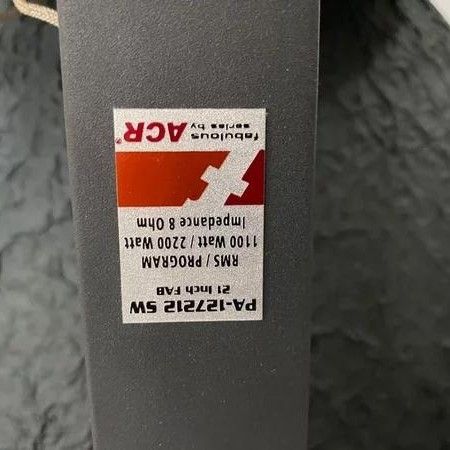 PA-127212 SW
21 Inch FAB
RMS / PROGRAM
1100 Watt / 2200 Watt
Impedance 8 Ohm
fabulous
series by ACR®